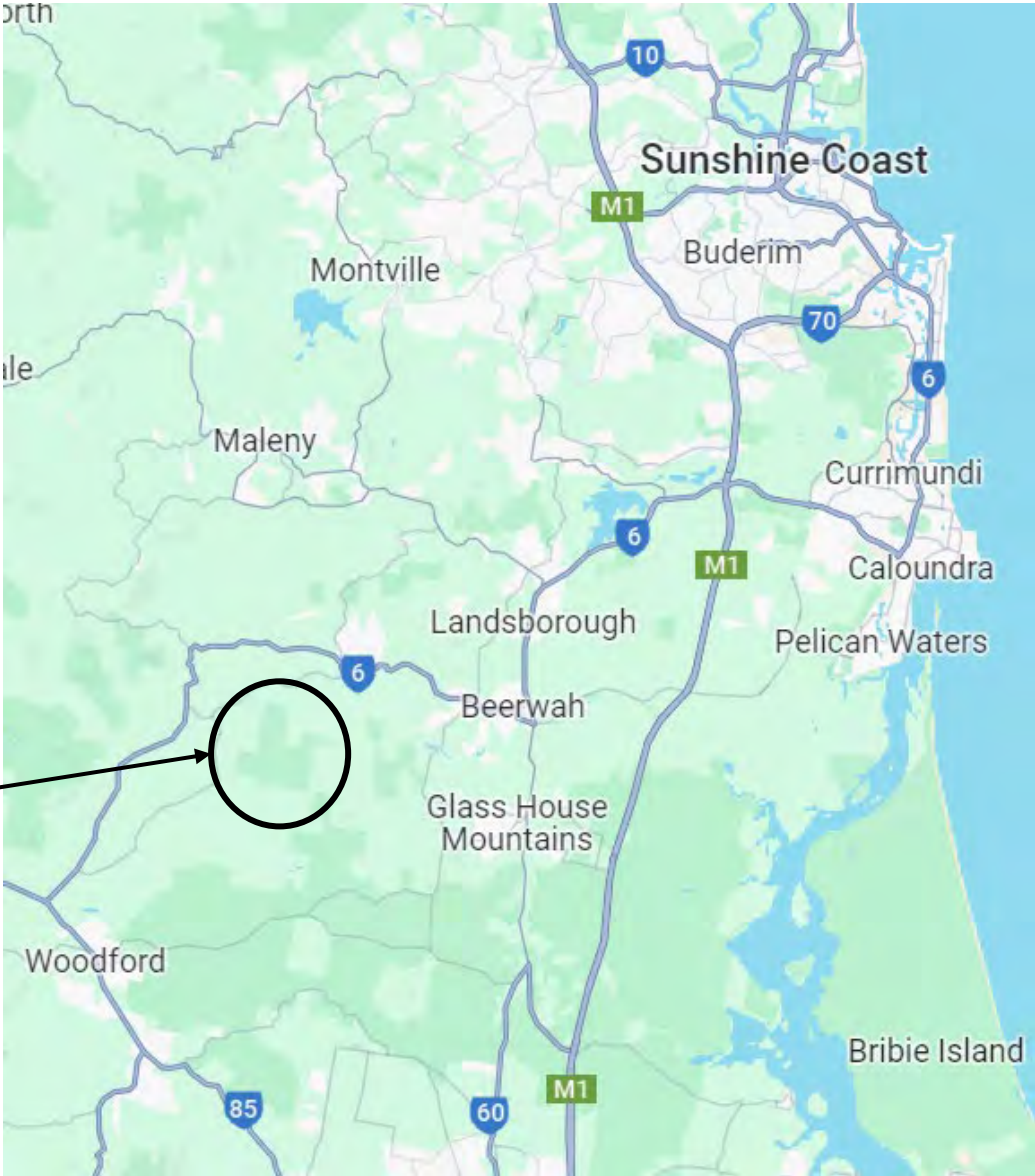 orth
10
Sunshine Coast
M1
Buderim
Montville
70
ale
6
Maleny
Currimundi
6
M1
Caloundra
Landsborough
Pelican Waters
6
Beerwah
Glass House
Mountains
Woodford
Bribie Island
M1
85
60